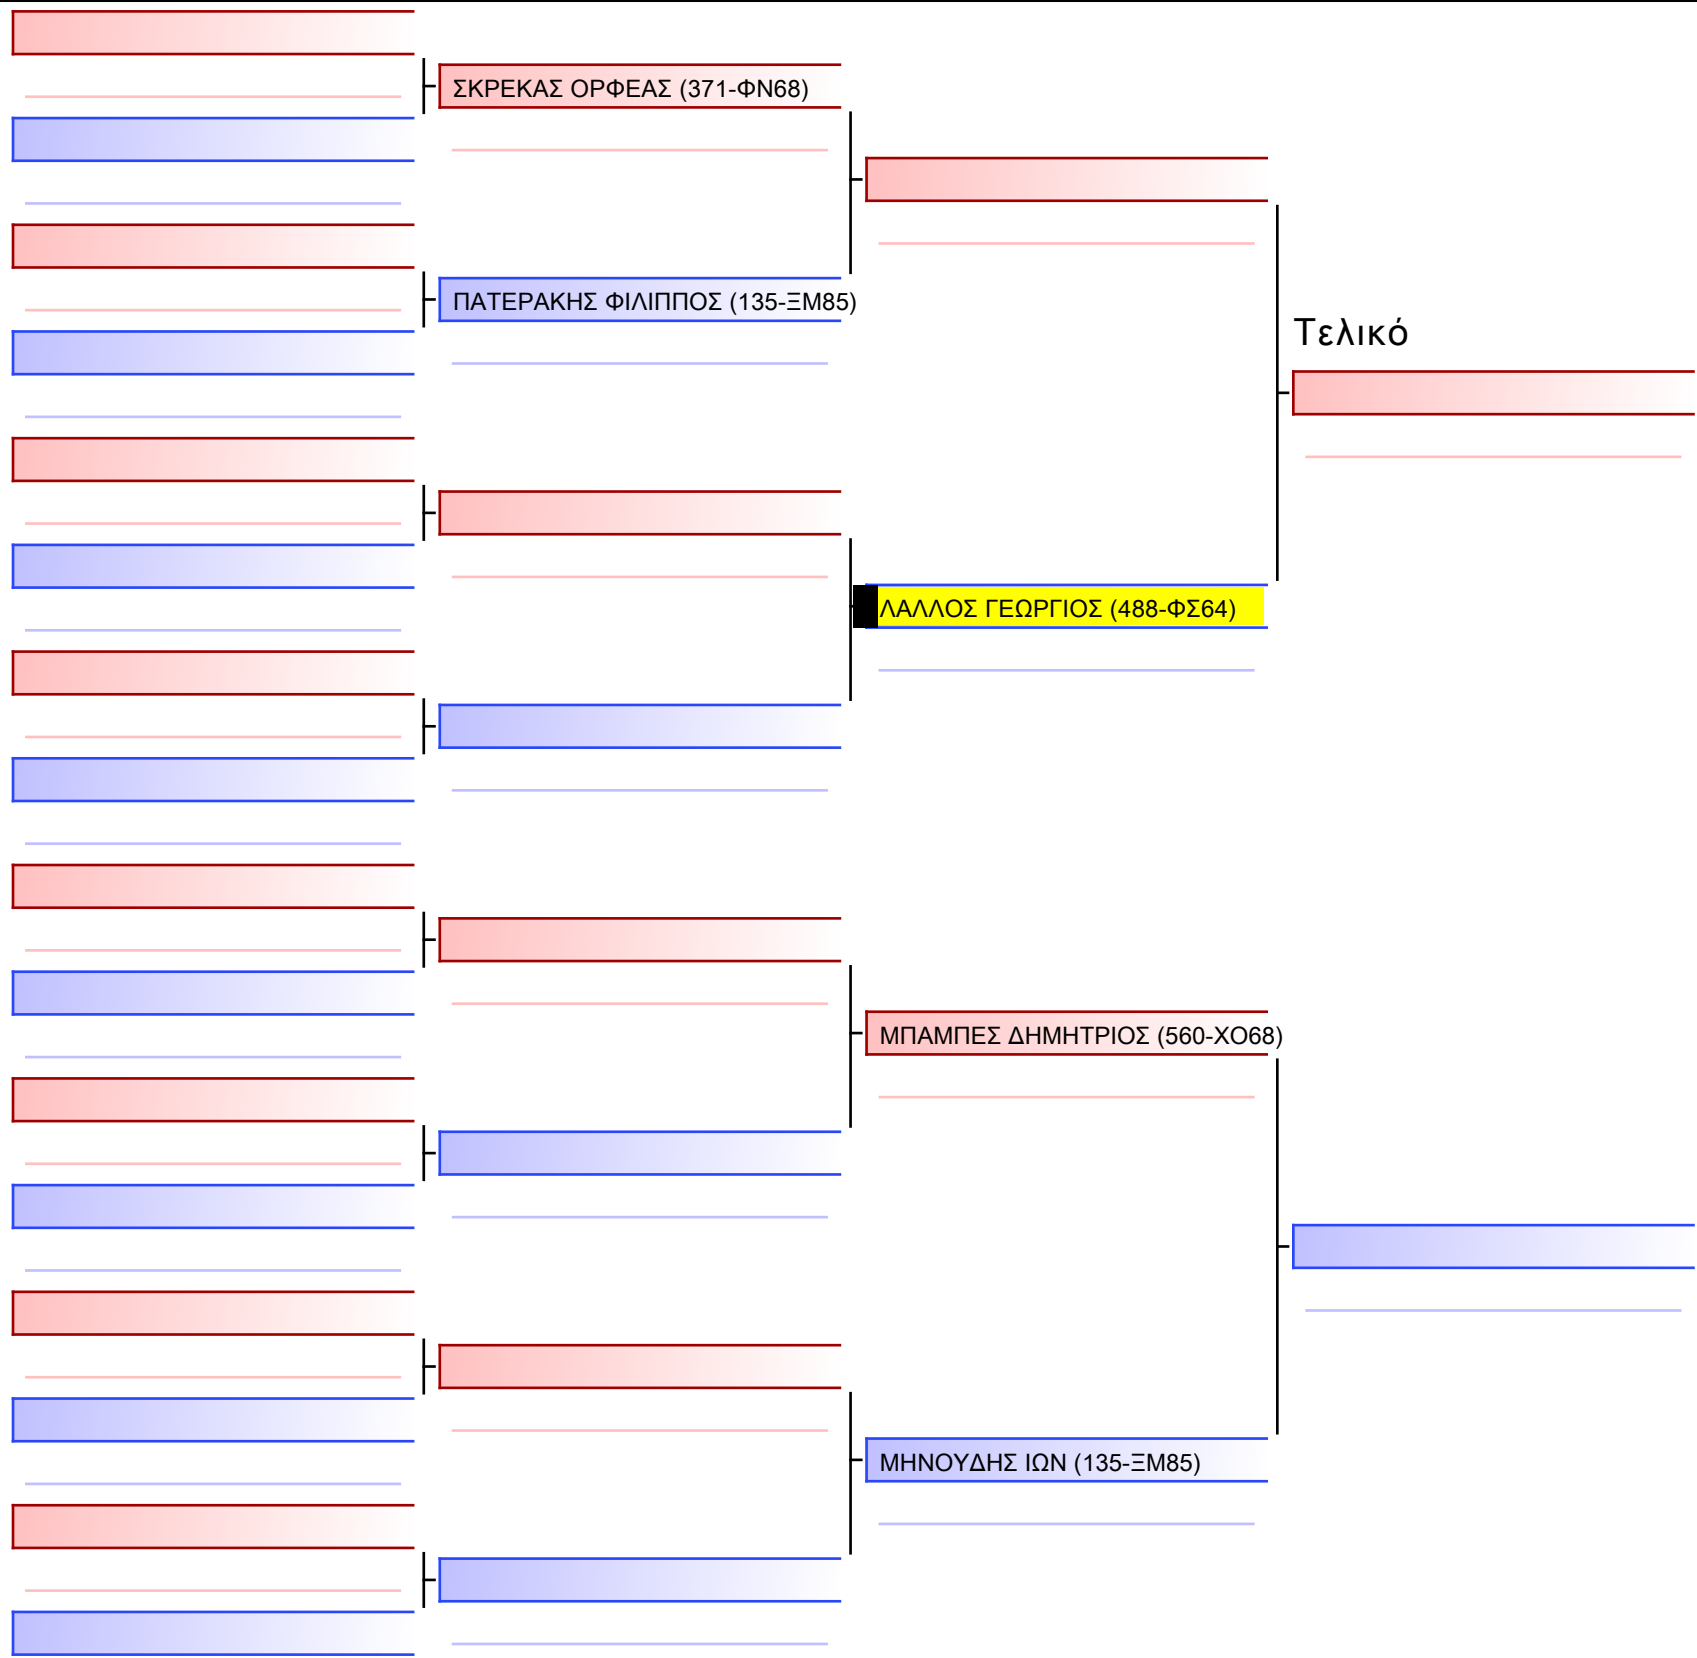 ΣΚΡΕΚΑΣ ΟΡΦΕΑΣ (371-ΦΝ68)
ΠΑΤΕΡΑΚΗΣ ΦΙΛΙΠΠΟΣ (135-ΞΜ85)
Τελικό
ΛΑΛΛΟΣ ΓΕΩΡΓΙΟΣ (488-ΦΣ64)
ΜΠΑΜΠΕΣ ΔΗΜΗΤΡΙΟΣ (560-ΧΟ68)
ΜΗΝΟΥΔΗΣ ΙΩΝ (135-ΞΜ85)